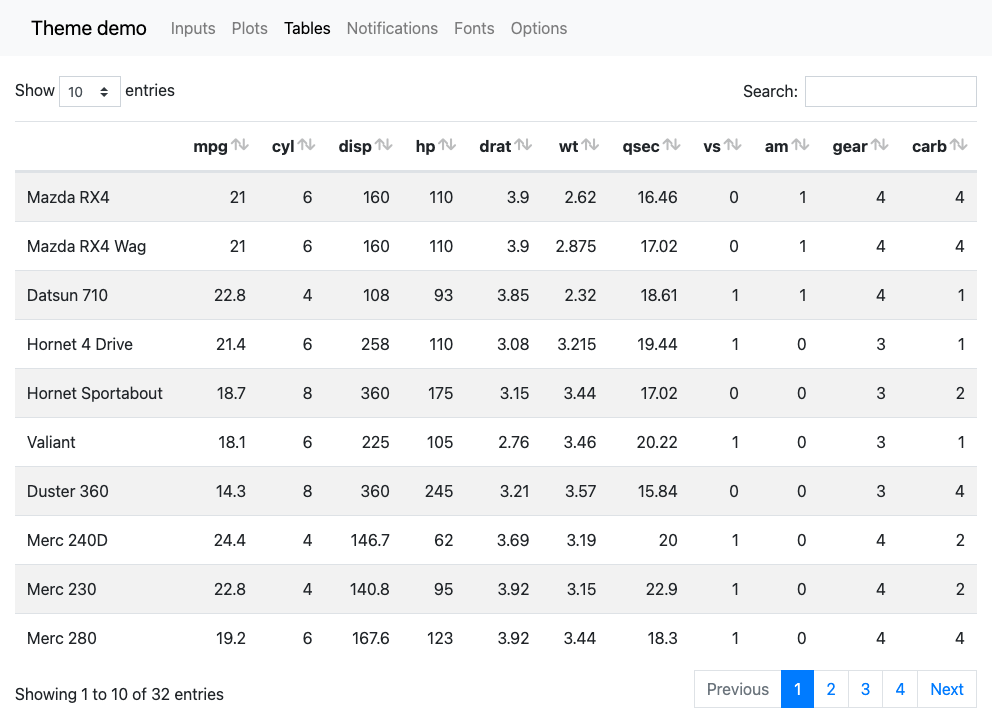 Theme demo Inputs Plots Tables Notifications Fonts Options
Show 10 entries Search:
mpg cyl disp hp drat wt qsec vs am gear carb
Mazda RX4 21 6 160 110 3.9 2.62 16.46 0 1 4 4
Mazda RX4 Wag 21 6 160 110 3.9 2.875 17.02 0 1 4 4
Datsun 710 22.8 4 108 93 3.85 2.32 18.61 1 1 4 1
Hornet 4 Drive 21.4 6 258 110 3.08 3.215 19.44 1 0 3 1
Hornet Sportabout 18.7 8 360 175 3.15 3.44 17.02 0 0 3 2
Valiant 18.1 6 225 105 2.76 3.46 20.22 1 0 3 1
Duster 360 14.3 8 360 245 3.21 3.57 15.84 0 0 3 4
Merc 240D 24.4 4 146.7 62 3.69 3.19 20 1 0 4 2
Merc 230 22.8 4 140.8 95 3.92 3.15 22.9 1 0 4 2
Merc 280 19.2 6 167.6 123 3.92 3.44 18.3 1 0 4 4
Showing 1 to 10 of 32 entries Previous 1 2 3 4 Next